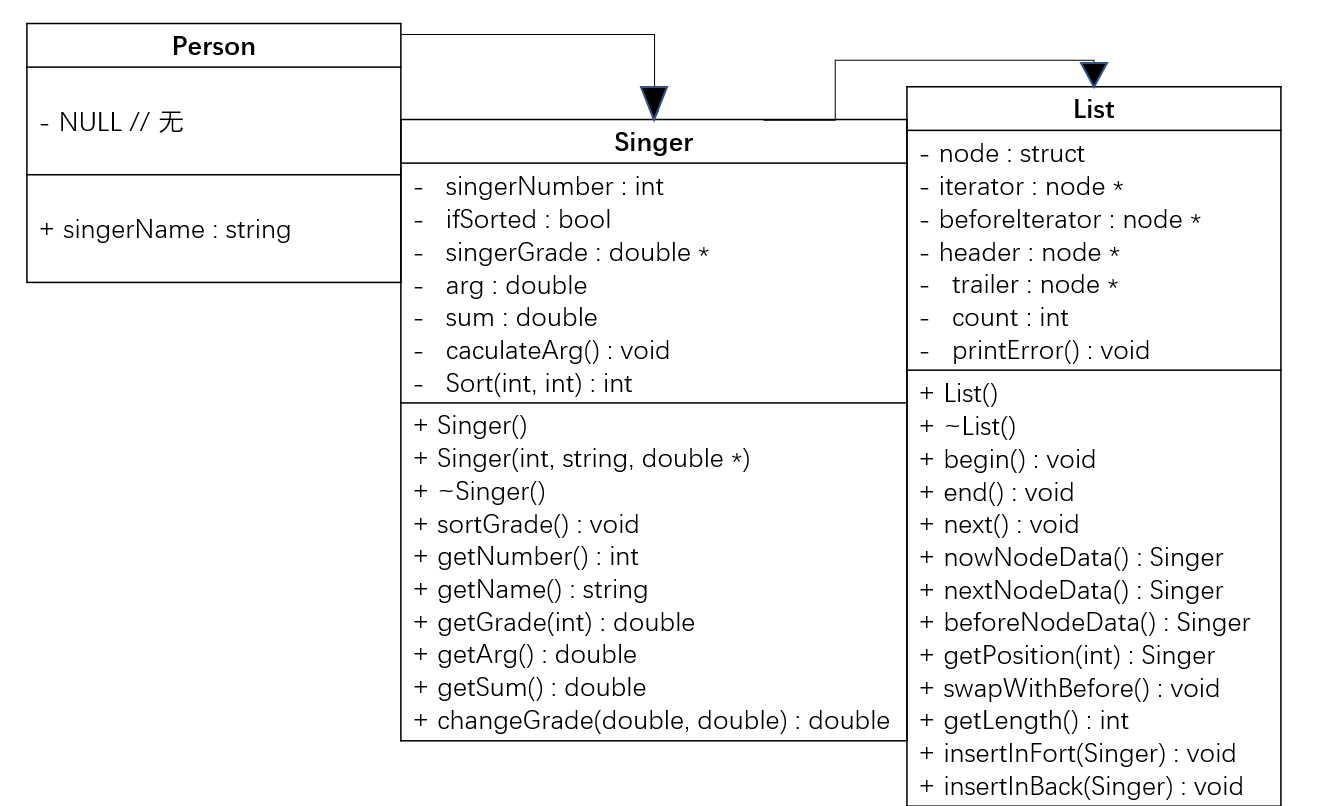 Person
- NULL // 无
+ singerName : string
Singer
- singerNumber : int
- ifSorted : bool
- singerGrade : double *
- arg : double
- sum : double
- caculateArg() : void
- Sort(int, int) : int
+ Singer()
+ Singer(int, string, double *)
+ ~Singer()
+ sortGrade() : void
+ getNumber() : int
+ getName() : string
+ getGrade(int) : double
+ getArg() : double
+ getSum() : double
+ changeGrade(double, double) : double
List
- node : struct
- iterator : node *
- beforeIterator : node *
- header : node *
- trailer : node *
- count : int
- printError() : void
+ List()
+ ~List()
+ begin() : void
+ end() : void
+ next() : void
+ nowNodeData() : Singer
+ nextNodeData() : Singer
+ beforeNodeData() : Singer
+ getPosition(int) : Singer
+ swapWithBefore() : void
+ getLength() : int
+ insertInFort(Singer) : void
+ insertInBack(Singer) : void